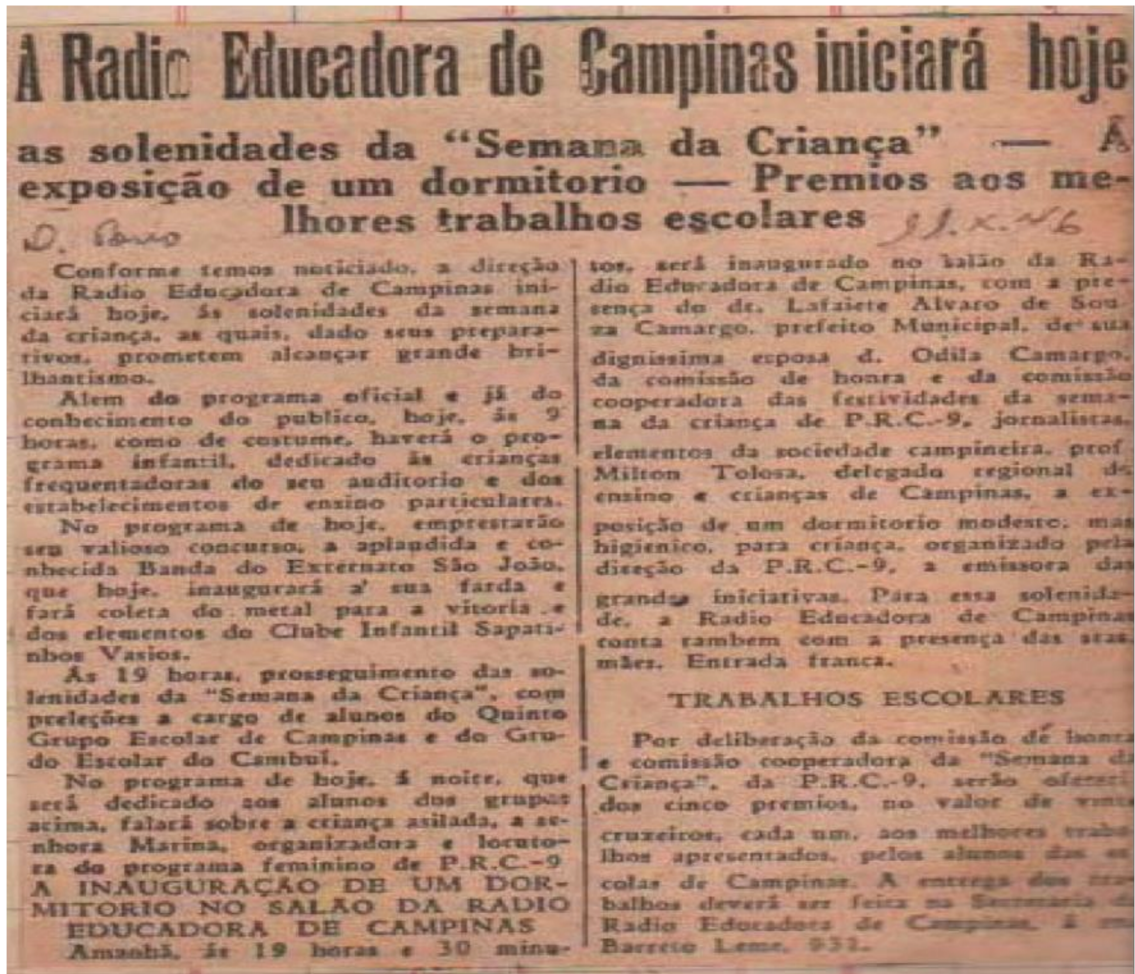 A Radio Educadora de Campinas iniciará hoje
as solenidades da “Semana da Criança” — A
exposição de um dormitorio — Premios aos me-
lhores trabalhos escolares
D.
Conforme temos noticiado, a direção
da Radio Educadora de Campinas ini-
ciará hoje, ás solenidades da semana
da criança, as quais, dado seus prepara-
tivos, prometem alcançar grande bri-
lhantismo.
Alem do programa oficial e já do
conhecimento do publico, hoje, ás 9
horas, como de costume, haverá o pro-
grama infantil, dedicado ás crianças
frequentadoras do seu auditorio e dos
estabelecimentos de ensino particulares.
No programa de hoje, emprestarão
seu valioso concurso, a aplaudida e co-
nhecida Banda do Externato São João,
que hoje, inaugurará a' sua farda e
fará coleta do metal para a vitoria e
dos elementos do Clube Infantil Sapati-
nhos Vasios.
Ás 19 horas, prosseguimento das so-
lenidades da “Semana da Criança”, com
preleções a cargo de alunos do Quinto
Grupo Escolar de Campinas e do Gru-
do Escolar do Cambuí.
No programa de hoje, á noite, que
será dedicado aos alunos dos grupos
acima, falará sobre a criança asilada, a se-
nhora Marina, organizadora e locuto-
ra do programa feminino de P.R.C.-9
A INAUGURAÇÃO DE UM DOR-
MITORIO NO SALÃO DA RADIO
EDUCADORA DE CAMPINAS
Amanhã, ás 19 horas e 30 minu-
tos, será inaugurado no salão da Ra-
dio Educadora de Campinas, com a pre-
sença do dr. Lafaiete Alvaro de Sou-
za Camargo, prefeito Municipal, de sua
dignissima esposa d. Odila Camargo,
da comissão de honra e da comissão
cooperadora das festividades da sema-
na da criança de P.R.C.-9, jornalistas,
elementos da sociedade campineira, prof.
Milton Tolosa, delegado regional de
ensino e crianças de Campinas, a ex-
posição de um dormitorio modesto, mas
higienico, para criança, organizado pela
direção da P.R.C.-9, a emissora das
grandes iniciativas. Para essa solenida-
de, a Radio Educadora de Campinas
conta tambem com a presença das sras.
mães. Entrada franca.
TRABALHOS ESCOLARES
Por deliberação da comissão de honra
e comissão cooperadora da “Semana da
Criança”, da P.R.C.-9, serão ofereci-
dos cinco premios, no valor de vinte
cruzeiros, cada um, aos melhores traba-
lhos apresentados, pelos alunos das es-
colas de Campinas. A entrega dos tra-
balhos deverá ser feita na Secretaria da
Radio Educadora de Campinas, á rua
Barreto Leme, 932.